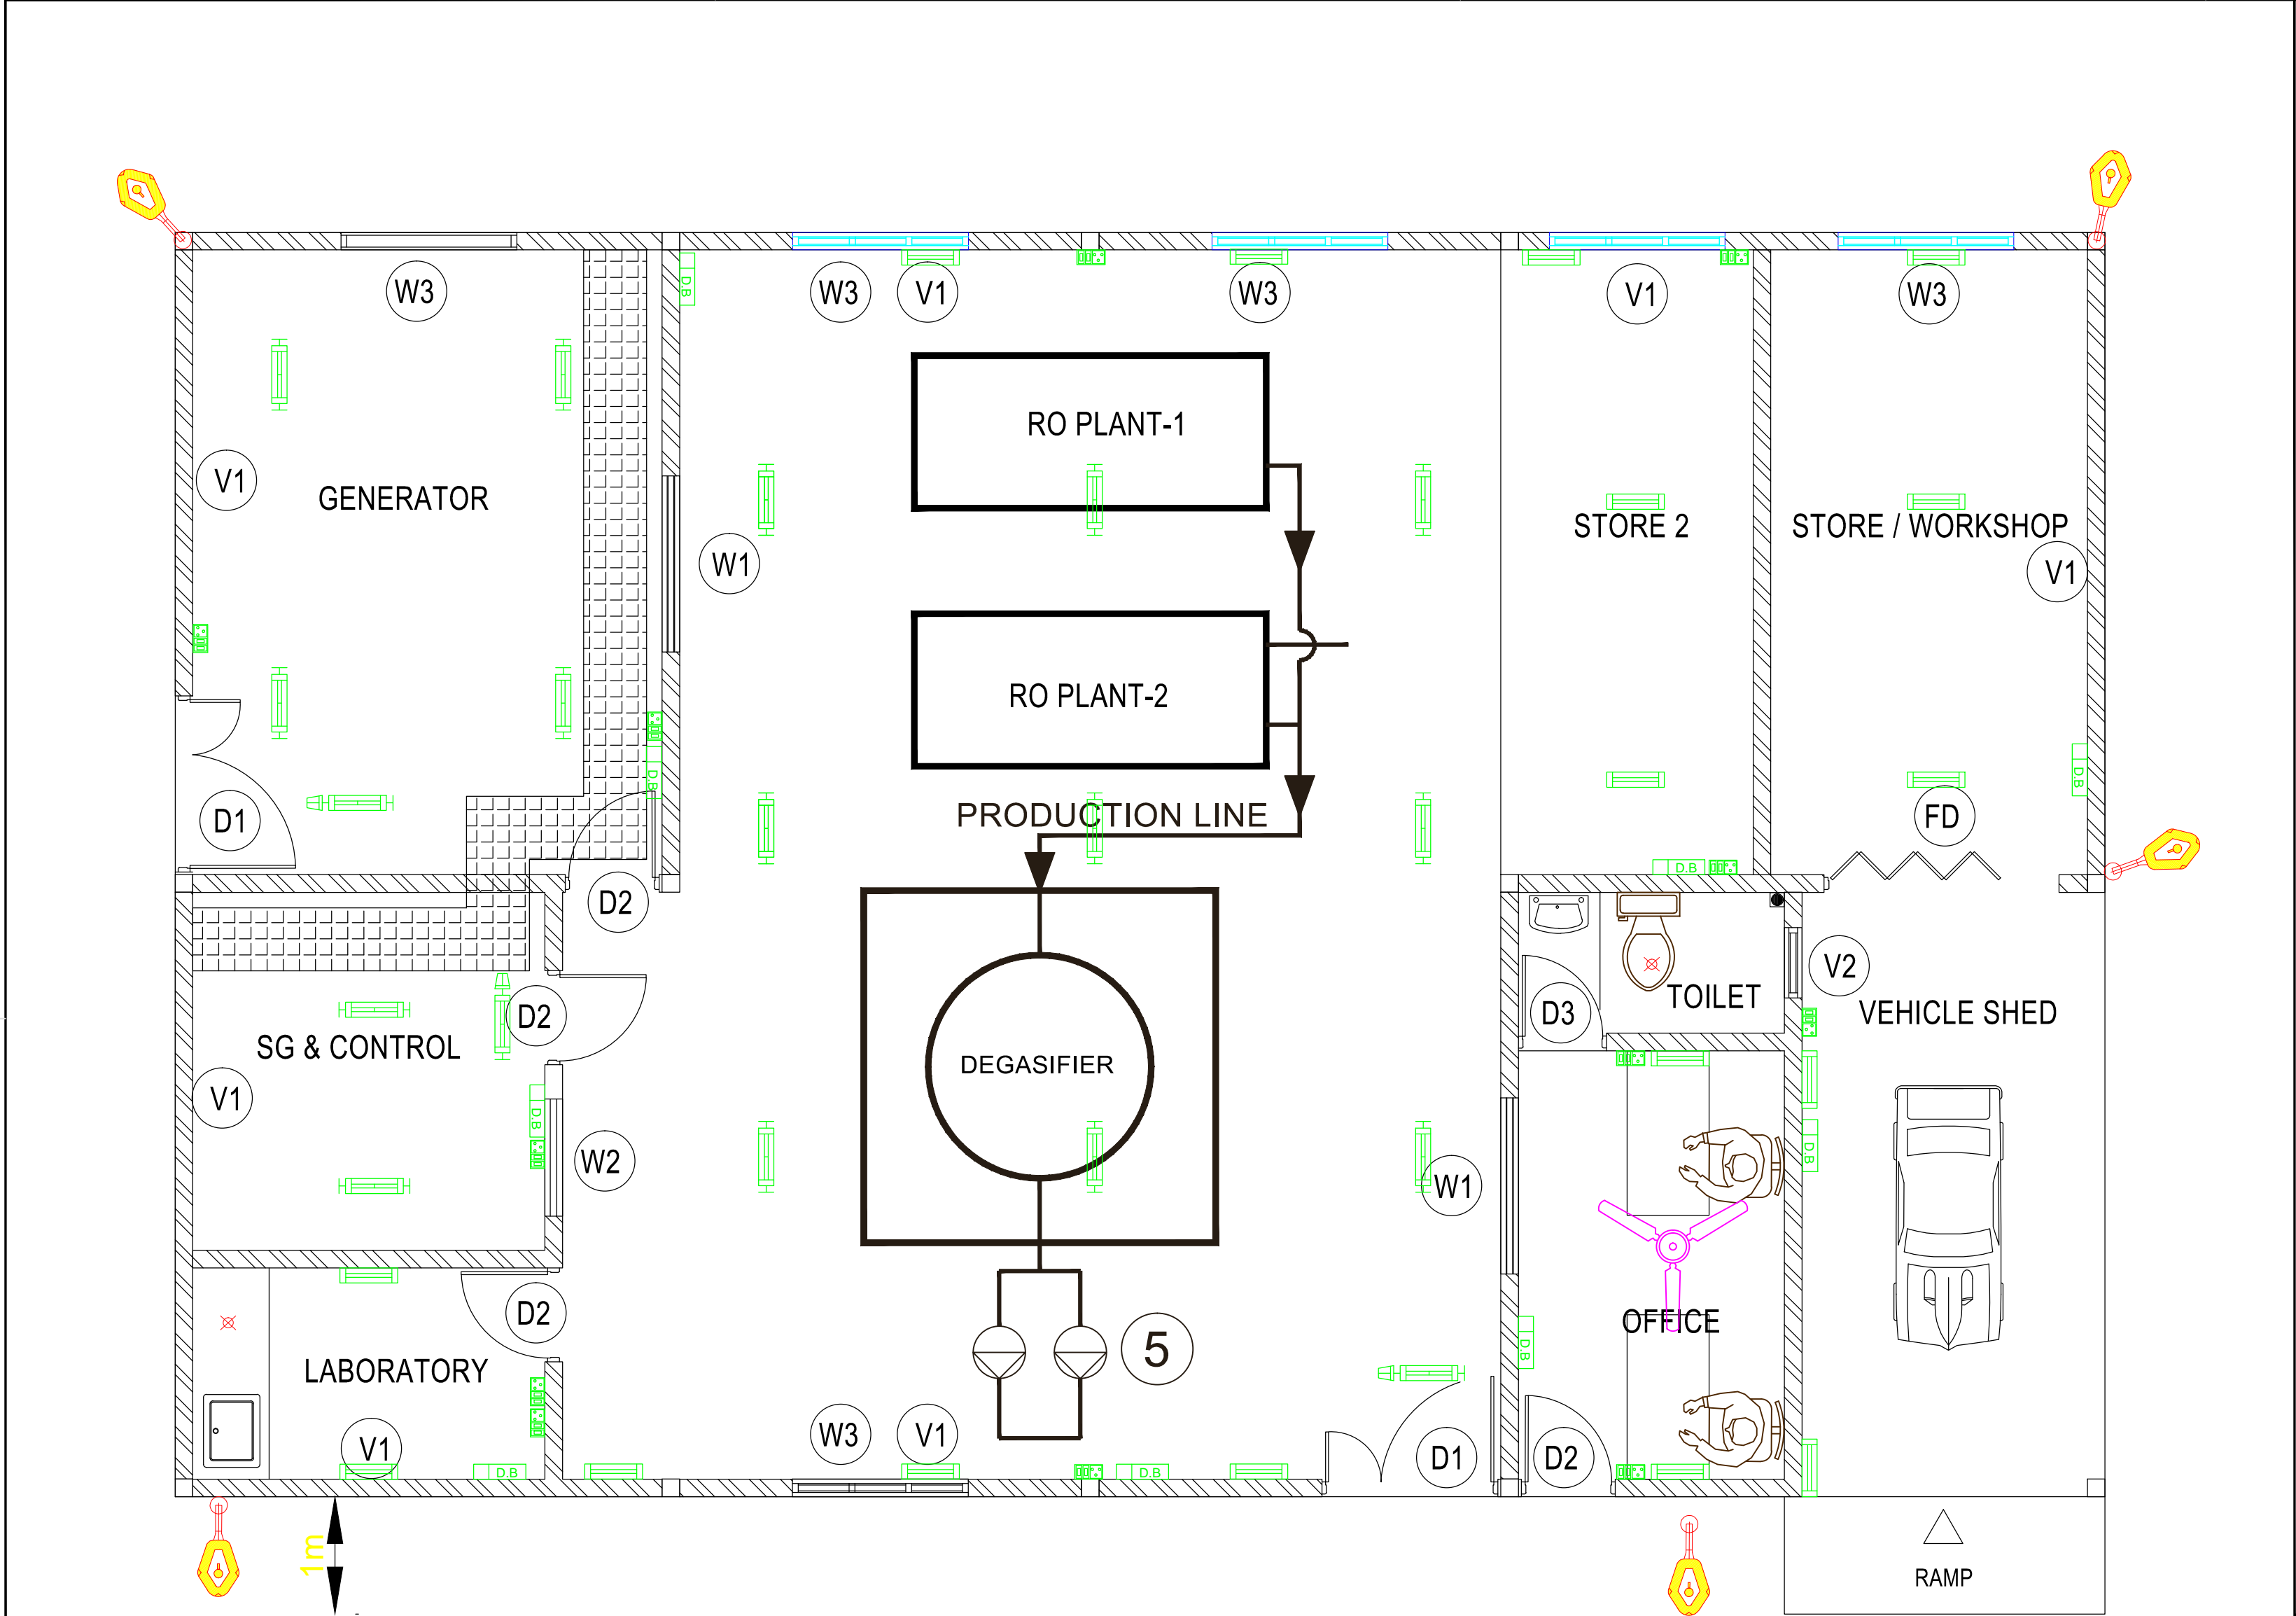 W3
W3
V1
W3
V1
W3
D.B
RO PLANT-1
V1
GENERATOR
STORE 2
STORE / WORKSHOP
W1
V1
RO PLANT-2
D.B
D.B
D1
PRODUCTION LINE
FD
D.B
D2
V2
D2
D3
TOILET
VEHICLE SHED
SG & CONTROL
DEGASIFIER
V1
D.B
D.B
W2
W1
D2
5
OFFICE
D.B
LABORATORY
V1
W3
V1
D1
D2
D.B
D.B
1m
RAMP